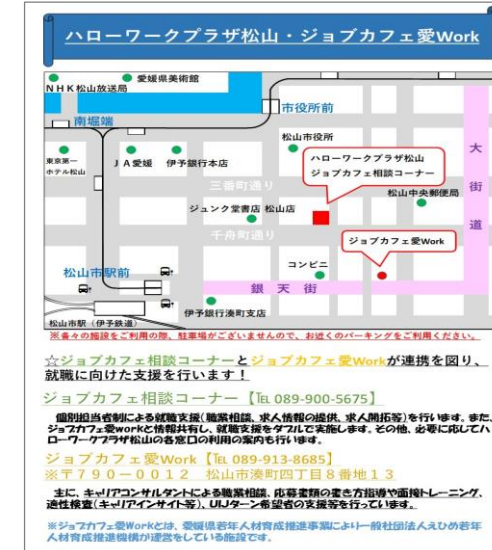 ハローワークプラザ松山・ジョブカフェ愛Work
愛媛県美術館
NHK松山放送局
市役所前
南堀端
松山市役所
ハローワークプラザ松山
ジョブカフェ相談コーナー
大街道
東京第一
ホテル松山
JA愛媛
伊予銀行本店
三番町通り
松山中央郵便局
ジュンク堂書店 松山店
千舟町通り
ジョブカフェ愛Work
コンビニ
松山市駅前
銀天街
伊予銀行湊町支店
松山市駅(伊予鉄道)
※各々の施設をご利用の際、駐車場がございませんので、お近くのパーキングをご利用ください。
☆ジョブカフェ相談コーナーとジョブカフェ愛Workが連携を図り、
就職に向けた支援を行います!
ジョブカフェ相談コーナー【℡ 089-900-5675】
個別担当者制による就職支援(職業相談、求人情報の提供、求人開拓等)を行います。また、
ジョブカフェworkと情報共有し、就職支援をダブルで実施します。その他、必要に応じてハ
ローワークプラザ松山の各窓口の利用の案内も行います。
ジョブカフェ愛Work【℡ 089-913-8685】
※〒790-0012 松山市湊町四丁目8番地13
主に、キャリアコンサルタントによる職業相談、応募書類の書き方指導や面接トレーニング、
適性検査(キャリアインサイト等)、UIJターン希望者の支援等を行っています。
※ジョブカフェ愛Workとは、愛媛県若年人材育成推進事業により一般社団法人えひめ若年
人材育成推進機構が運営をしている施設です。